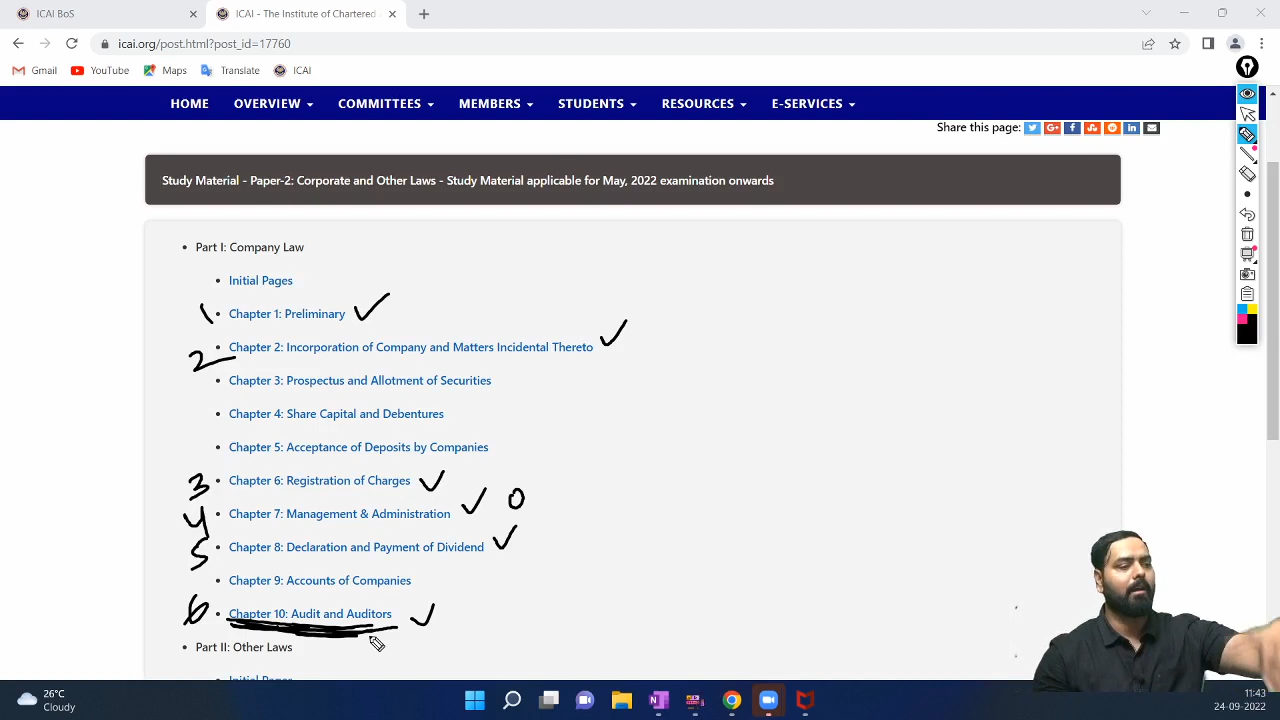 ICAI BoS
ICAI - The Institute of Chartered
icai.org/post.html?post_id=17760
Gmail YouTube Maps Translate ICAI
HOME OVERVIEW COMMITTEES MEMBERS STUDENTS RESOURCES E-SERVICES
Share this page:
Study Material - Paper-2: Corporate and Other Laws - Study Material applicable for May, 2022 examination onwards
Part I: Company Law
Initial Pages
1 Chapter 1: Preliminary
2 Chapter 2: Incorporation of Company and Matters Incidental Thereto
Chapter 3: Prospectus and Allotment of Securities
Chapter 4: Share Capital and Debentures
Chapter 5: Acceptance of Deposits by Companies
3 Chapter 6: Registration of Charges
4 Chapter 7: Management & Administration 0
5 Chapter 8: Declaration and Payment of Dividend
Chapter 9: Accounts of Companies
6 Chapter 10: Audit and Auditors
Part II: Other Laws
Initial Pages
26°C
Cloudy
11:43
24-09-2022